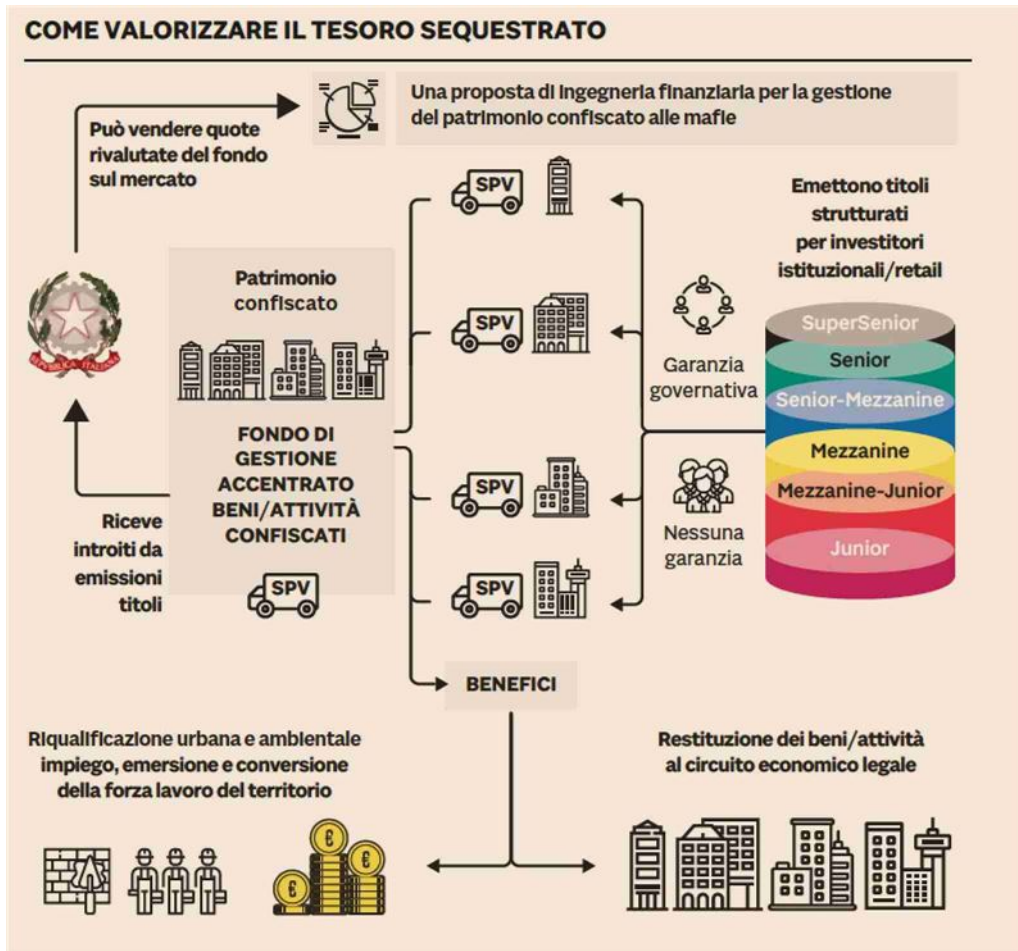 COME VALORIZZARE IL TESORO SEQUESTRATO
Una proposta di ingegneria finanziaria per la gestione
del patrimonio confiscato alle mafie
Può vendere quote
rivalutate del fondo
sul mercato
REPVBBLICA ITALIANA
Patrimonio
confiscato
FONDO DI
GESTIONE
ACCENTRATO
BENI/ATTIVITÀ
CONFISCATI
SPV
Riceve
introiti da
emissioni
titoli
SPV
SPV
SPV
SPV
Garanzia
governativa
Nessuna
garanzia
Emettono titoli
strutturati
per investitori
istituzionali/retail
SuperSenior
Senior
Senior-Mezzanine
Mezzanine
Mezzanine-Junior
Junior
BENEFICI
Riqualificazione urbana e ambientale
impiego, emersione e conversione
della forza lavoro del territorio
€
€
€
Restituzione dei beni/attività
al circuito economico legale